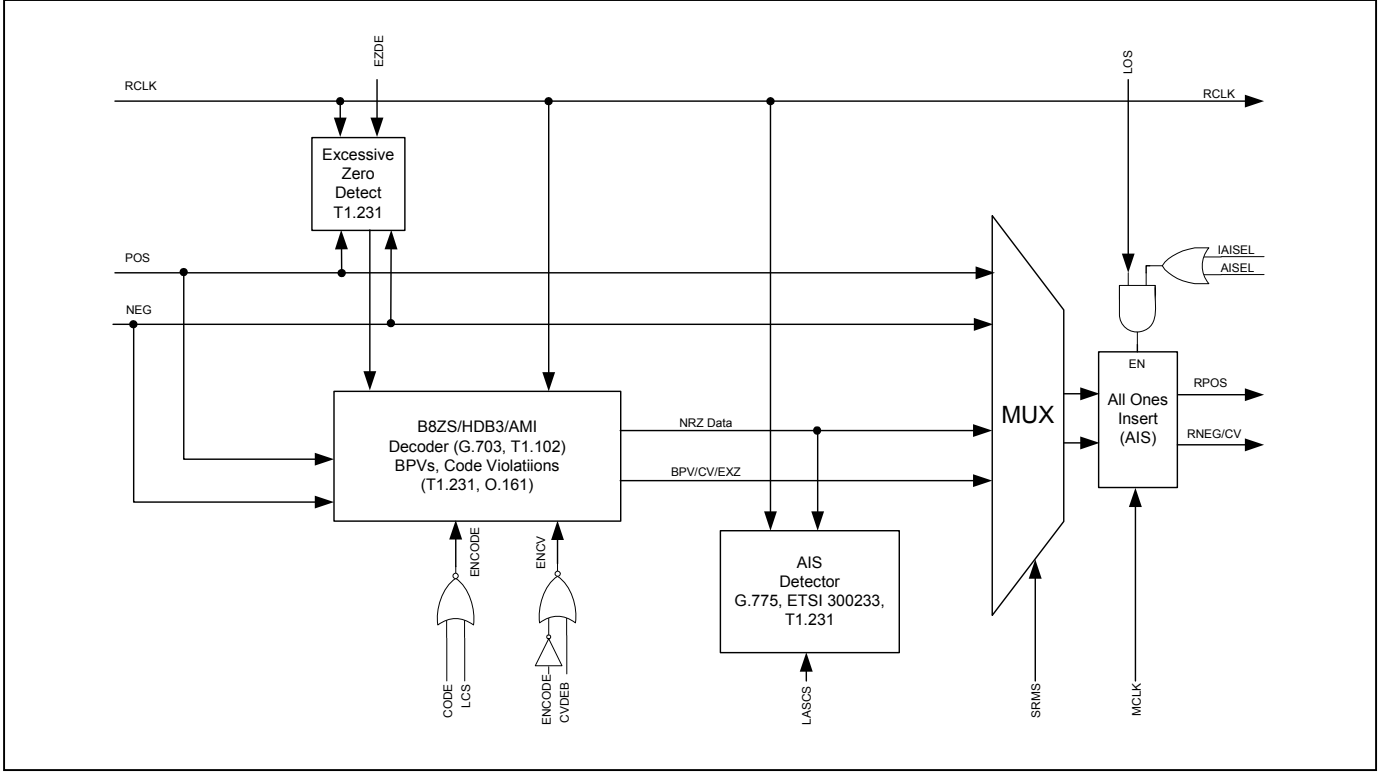 EZDE
LOS
RCLK
RCLK
Excessive
Zero
Detect
T1.231
POS
IAISEL
AISEL
NEG
EN
All Ones
Insert
(AIS)
RPOS
RNEG/CV
MUX
B8ZS/HDB3/AMI
Decoder (G.703, T1.102)
BPVs, Code Violatiions
(T1.231, O.161)
NRZ Data
BPV/CV/EXZ
ENCODE
ENCV
AIS
Detector
G.775, ETSI 300233,
T1.231
CODE
LCS
ENCODE
CVDEB
LASCS
SRMS
MCLK